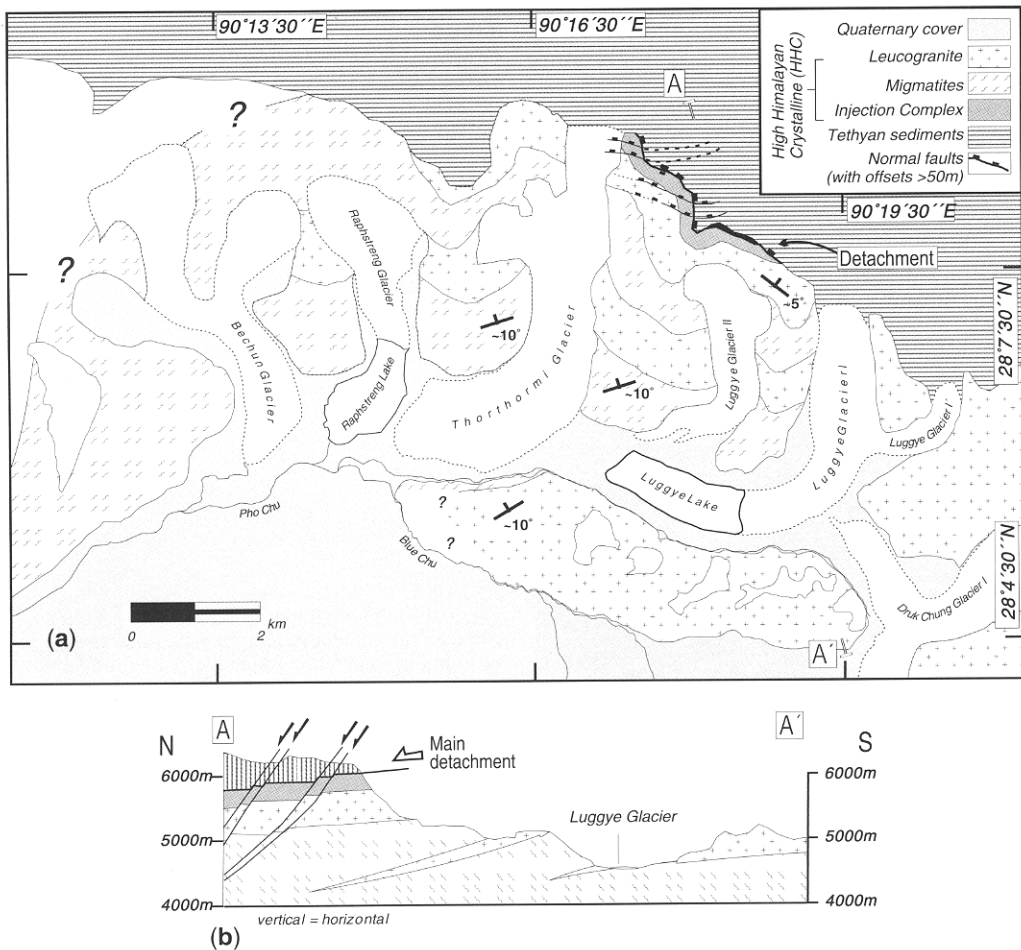 90°13´30´´E
90°16´30´´E
High Himalayan
Crystalline (HHC)
Quaternary cover
Leucogranite
Migmatites
Injection Complex
Tethyan sediments
Normal faults
(with offsets >50m)
A
?
90°19´30´´E
Detachment
?
Raphstreng Glacier
~5°
28°7´30´´N
Bechun Glacier
~10°
Thorthormi Glacier
Luggye Glacier II
~10°
Raphstreng Lake
Luggye Glacier I
Luggye Glacier I
Luggye Lake
Pho Chu
?
~10°
?
Blue Chu
28°4´30´´N
Druk Chung Glacier I
0 2 km
(a)
A´
A
A´
N
Main
detachment
S
6000m
6000m
Luggye Glacier
5000m
5000m
4000m
4000m
vertical = horizontal
(b)